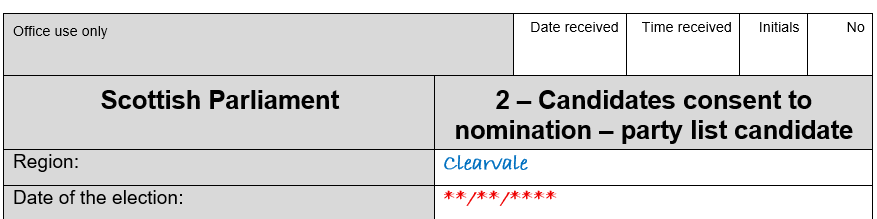 Office use only Date received Time received Initials No
Scottish Parliament 2 – Candidates consent to
nomination – party list candidate
Region: Clearvale
Date of the election: **/**/****